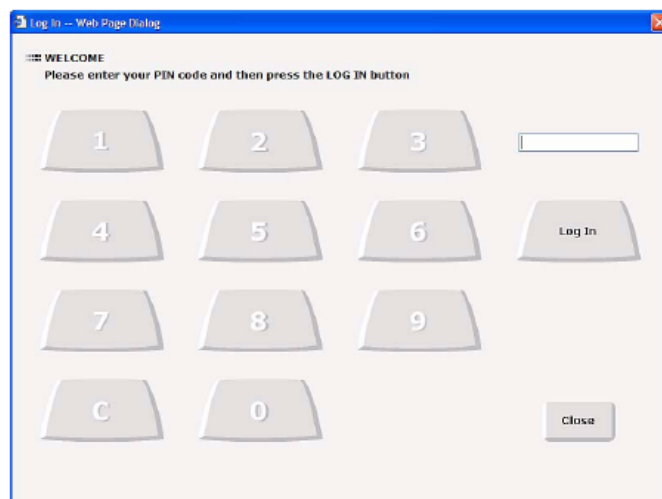 Log In -- Web Page Dialog
WELCOME
Please enter your PIN code and then press the LOG IN button
1 2 3
4 5 6 Log In
7 8 9
C 0 Close